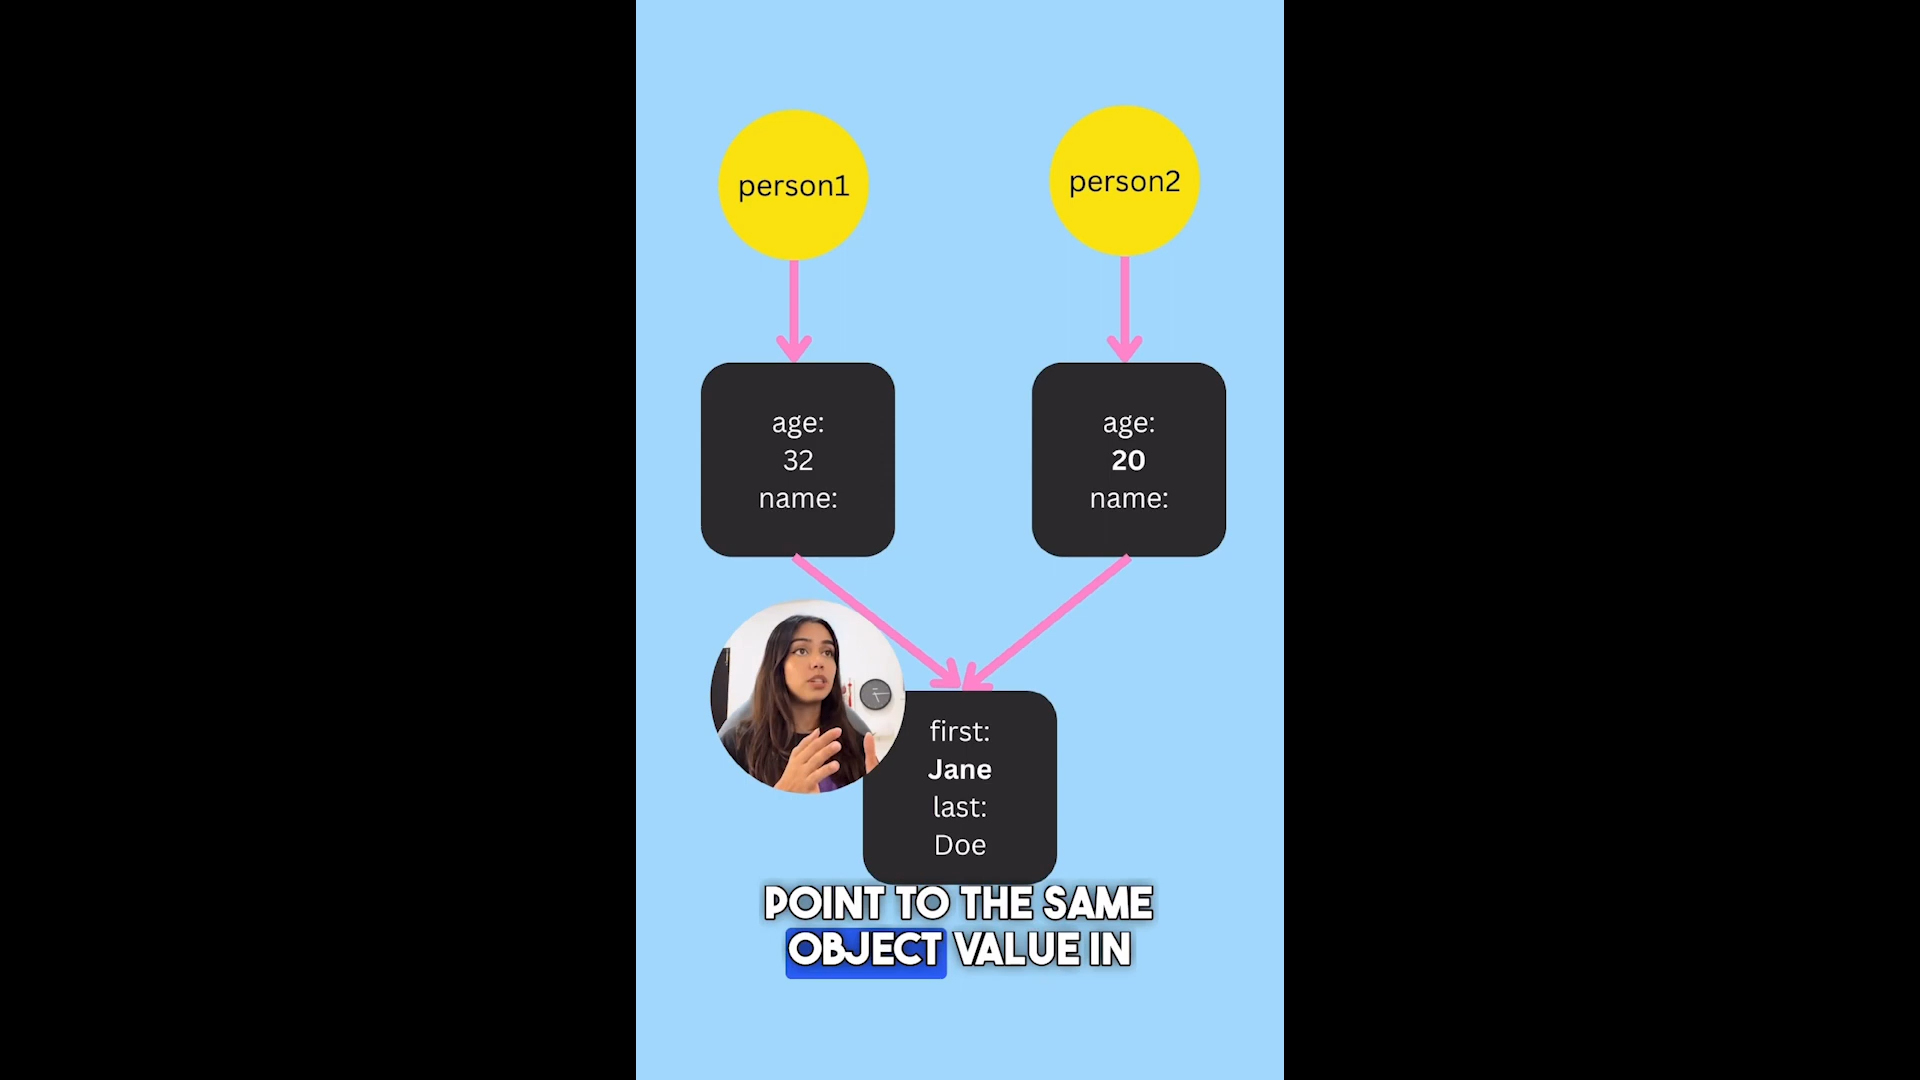 person1
person2
age:
32
name:
age:
20
name:
first:
Jane
last:
Doe
POINT TO THE SAME
OBJECT VALUE IN